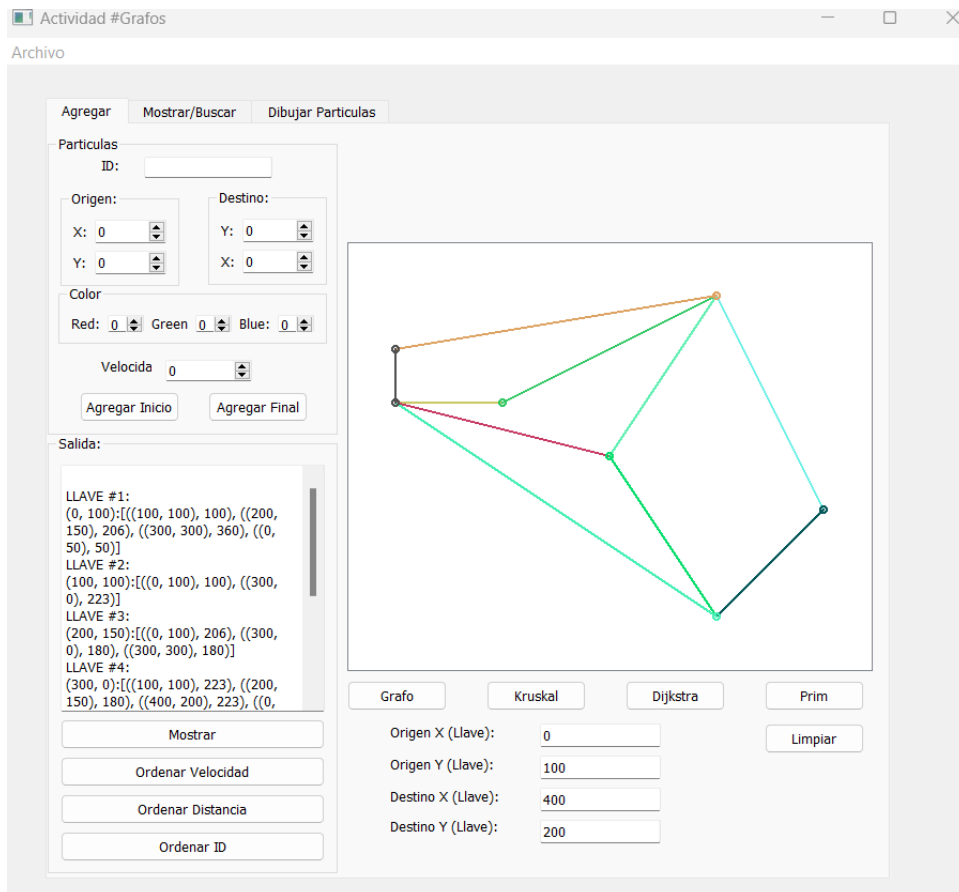 Actividad #Grafos
Archivo
Agregar
Mostrar/Buscar
Dibujar Particulas
Particulas
ID:
Origen:
Destino:
X: 0
Y: 0
Y: 0
X: 0
Color
Red: 0 Green 0 Blue: 0
Velocida 0
Agregar Inicio
Agregar Final
Salida:
LLAVE #1:
(0, 100):[((100, 100), 100), ((200,
150), 206), ((300, 300), 360), ((0,
50), 50)]
LLAVE #2:
(100, 100):[((0, 100), 100), ((300,
0), 223)]
LLAVE #3:
(200, 150):[((0, 100), 206), ((300,
0), 180), ((300, 300), 180)]
LLAVE #4:
(300, 0):[((100, 100), 223), ((200,
150), 180), ((400, 200), 223), ((0,
Mostrar
Ordenar Velocidad
Ordenar Distancia
Ordenar ID
Grafo
Kruskal
Dijkstra
Prim
Origen X (Llave): 0
Limpiar
Origen Y (Llave): 100
Destino X (Llave): 400
Destino Y (Llave): 200